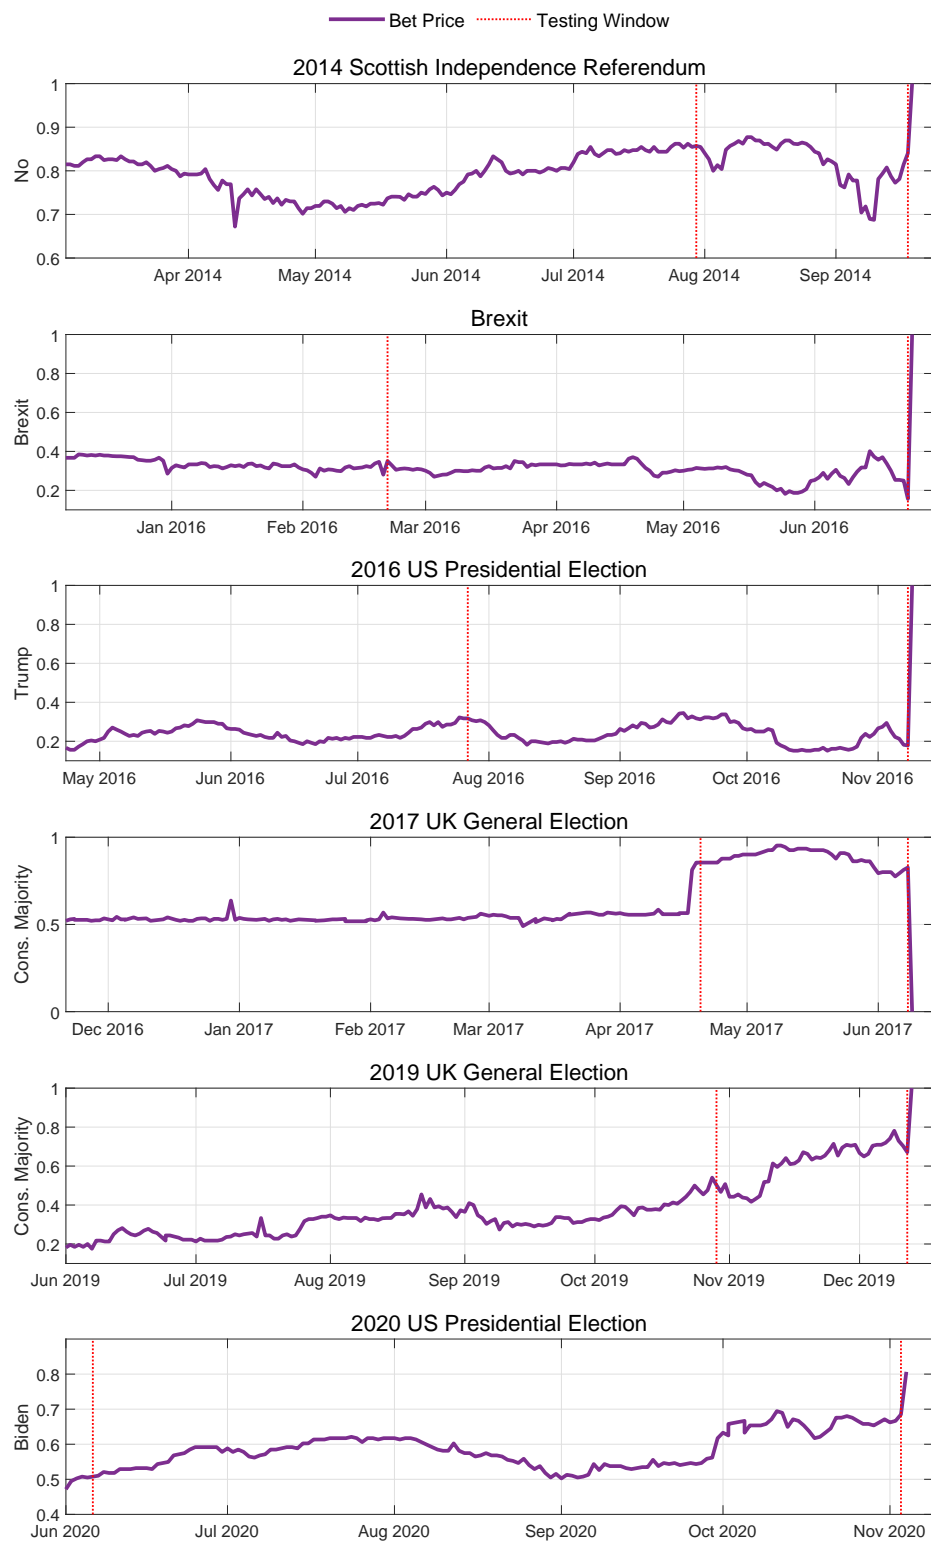 Bet Price Testing Window
2014 Scottish Independence Referendum
1
0.9
0.8
0.7
0.6
No
Apr 2014 May 2014 Jun 2014 Jul 2014 Aug 2014 Sep 2014
Brexit
1
0.8
0.6
0.4
0.2
Brexit
Jan 2016 Feb 2016 Mar 2016 Apr 2016 May 2016 Jun 2016
2016 US Presidential Election
1
0.8
0.6
0.4
0.2
Trump
May 2016 Jun 2016 Jul 2016 Aug 2016 Sep 2016 Oct 2016 Nov 2016
2017 UK General Election
1
0.5
0
Cons. Majority
Dec 2016 Jan 2017 Feb 2017 Mar 2017 Apr 2017 May 2017 Jun 2017
2019 UK General Election
1
0.8
0.6
0.4
0.2
Cons. Majority
Jun 2019 Jul 2019 Aug 2019 Sep 2019 Oct 2019 Nov 2019 Dec 2019
2020 US Presidential Election
0.8
0.7
0.6
0.5
0.4
Biden
Jun 2020 Jul 2020 Aug 2020 Sep 2020 Oct 2020 Nov 2020